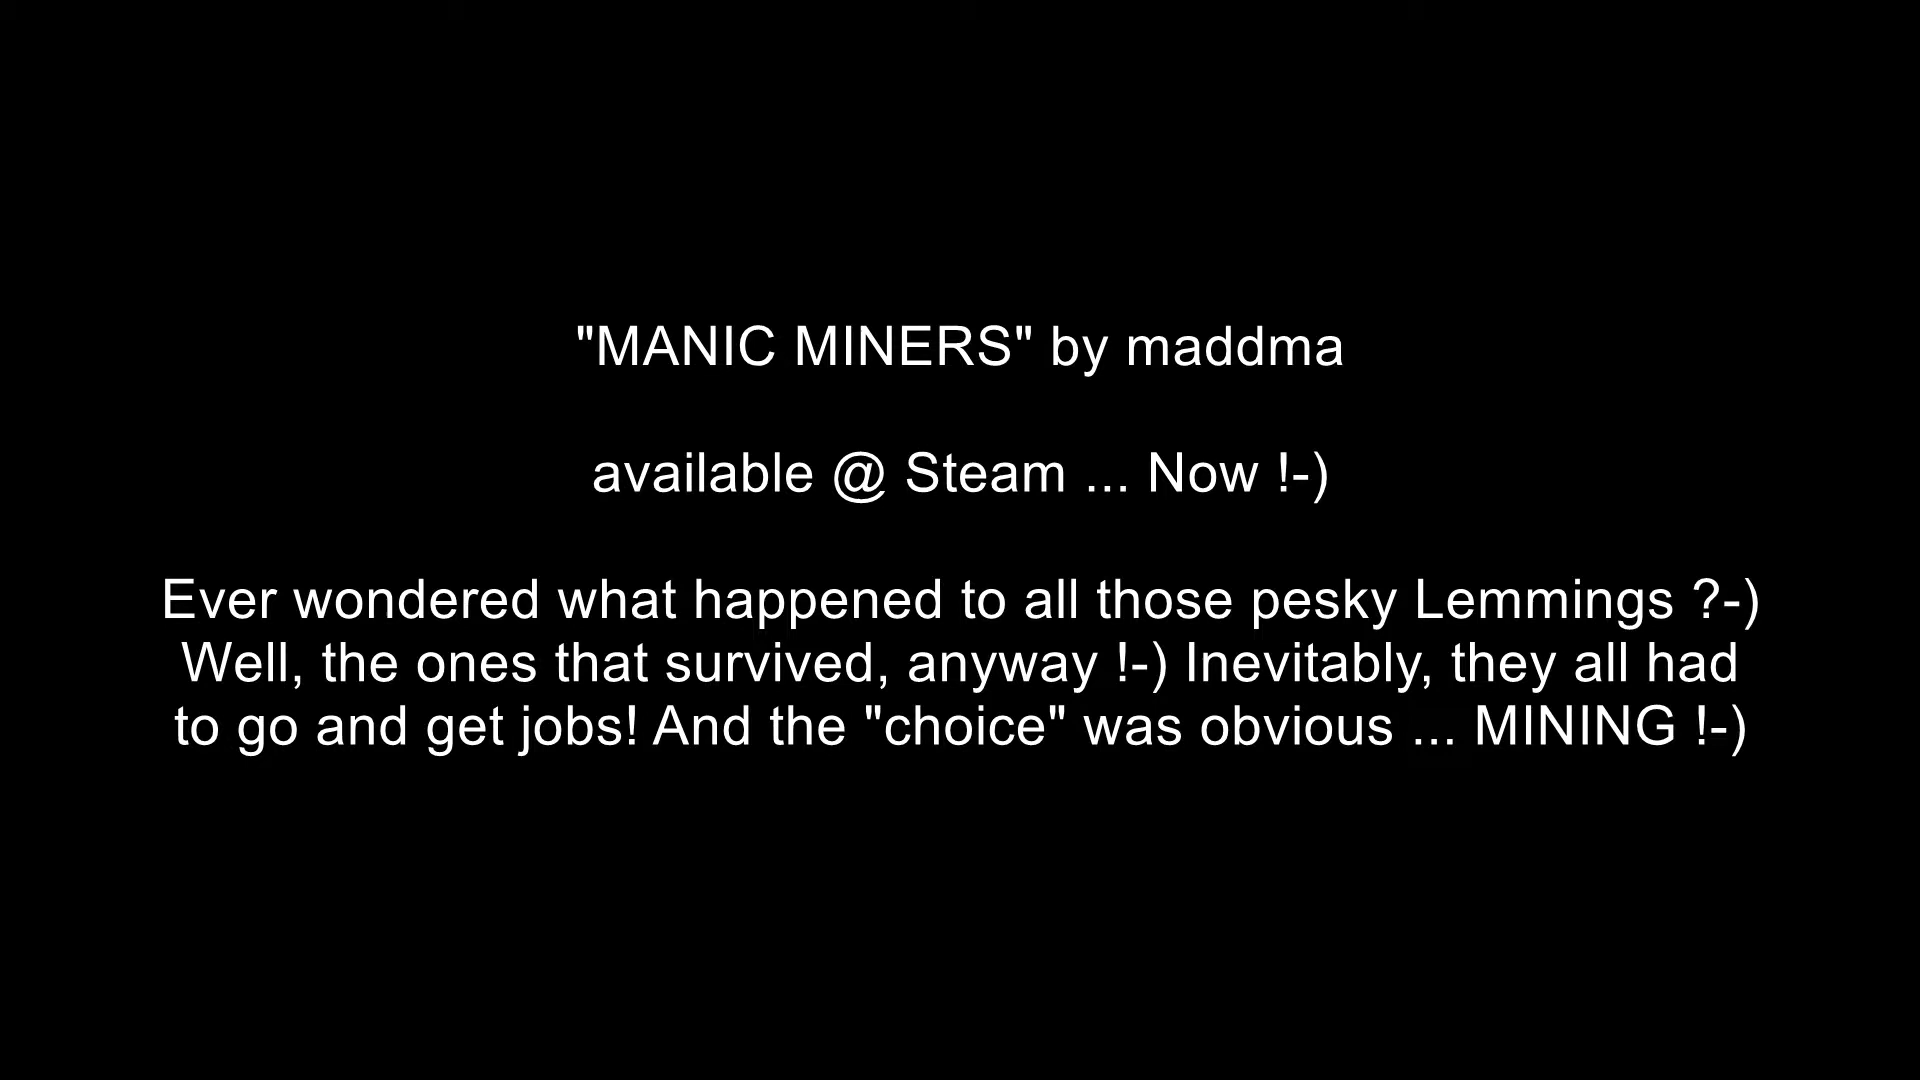 "MANIC MINERS" by maddma
available @ Steam ... Now !-)
Ever wondered what happened to all those pesky Lemmings ?-)
Well, the ones that survived, anyway !-) Inevitably, they all had
to go and get jobs! And the "choice" was obvious ... MINING !-)